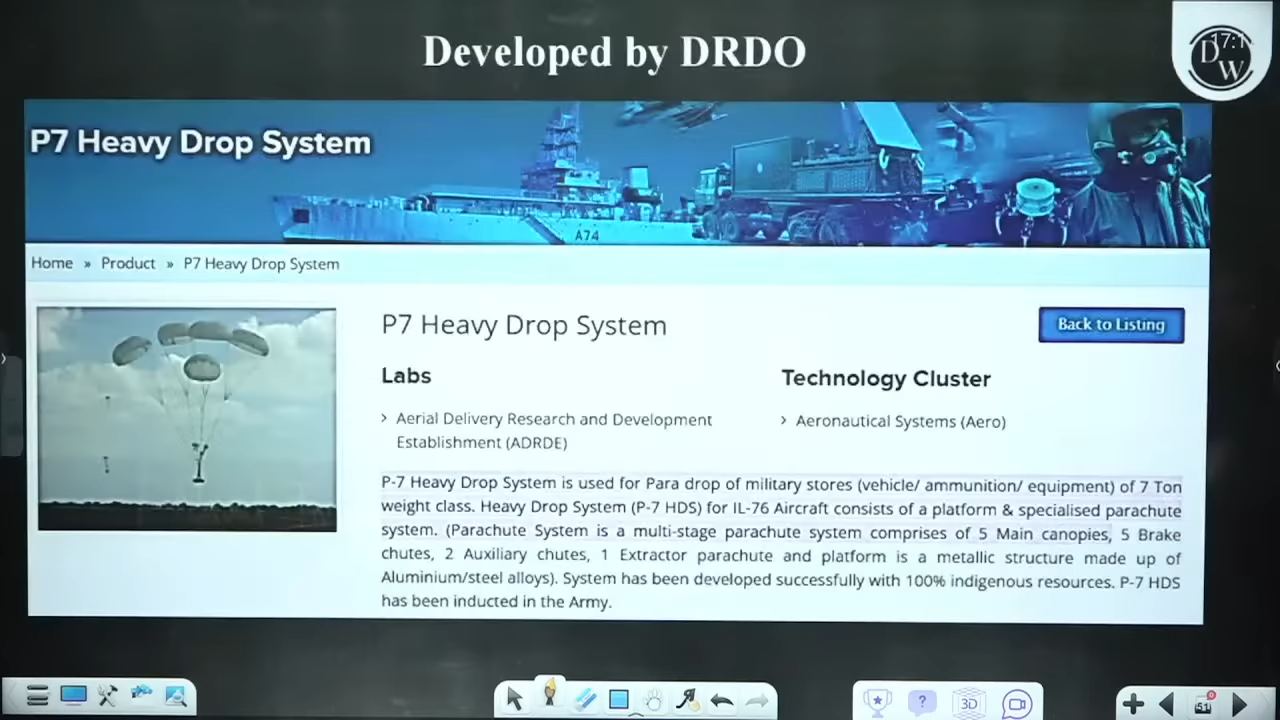 Developed by DRDO
17:1
DW
P7 Heavy Drop System
A74
Home » Product » P7 Heavy Drop System
P7 Heavy Drop System
Back to Listing
Labs
Technology Cluster
Aerial Delivery Research and Development
Establishment (ADRDE)
Aeronautical Systems (Aero)
P-7 Heavy Drop System is used for Para drop of military stores (vehicle/ ammunition/ equipment) of 7 Ton
weight class. Heavy Drop System (P-7 HDS) for IL-76 Aircraft consists of a platform & specialised parachute
system. (Parachute System is a multi-stage parachute system comprises of 5 Main canopies, 5 Brake
chutes, 2 Auxiliary chutes, 1 Extractor parachute and platform is a metallic structure made up of
Aluminium/steel alloys). System has been developed successfully with 100% indigenous resources. P-7 HDS
has been inducted in the Army.
?
3D